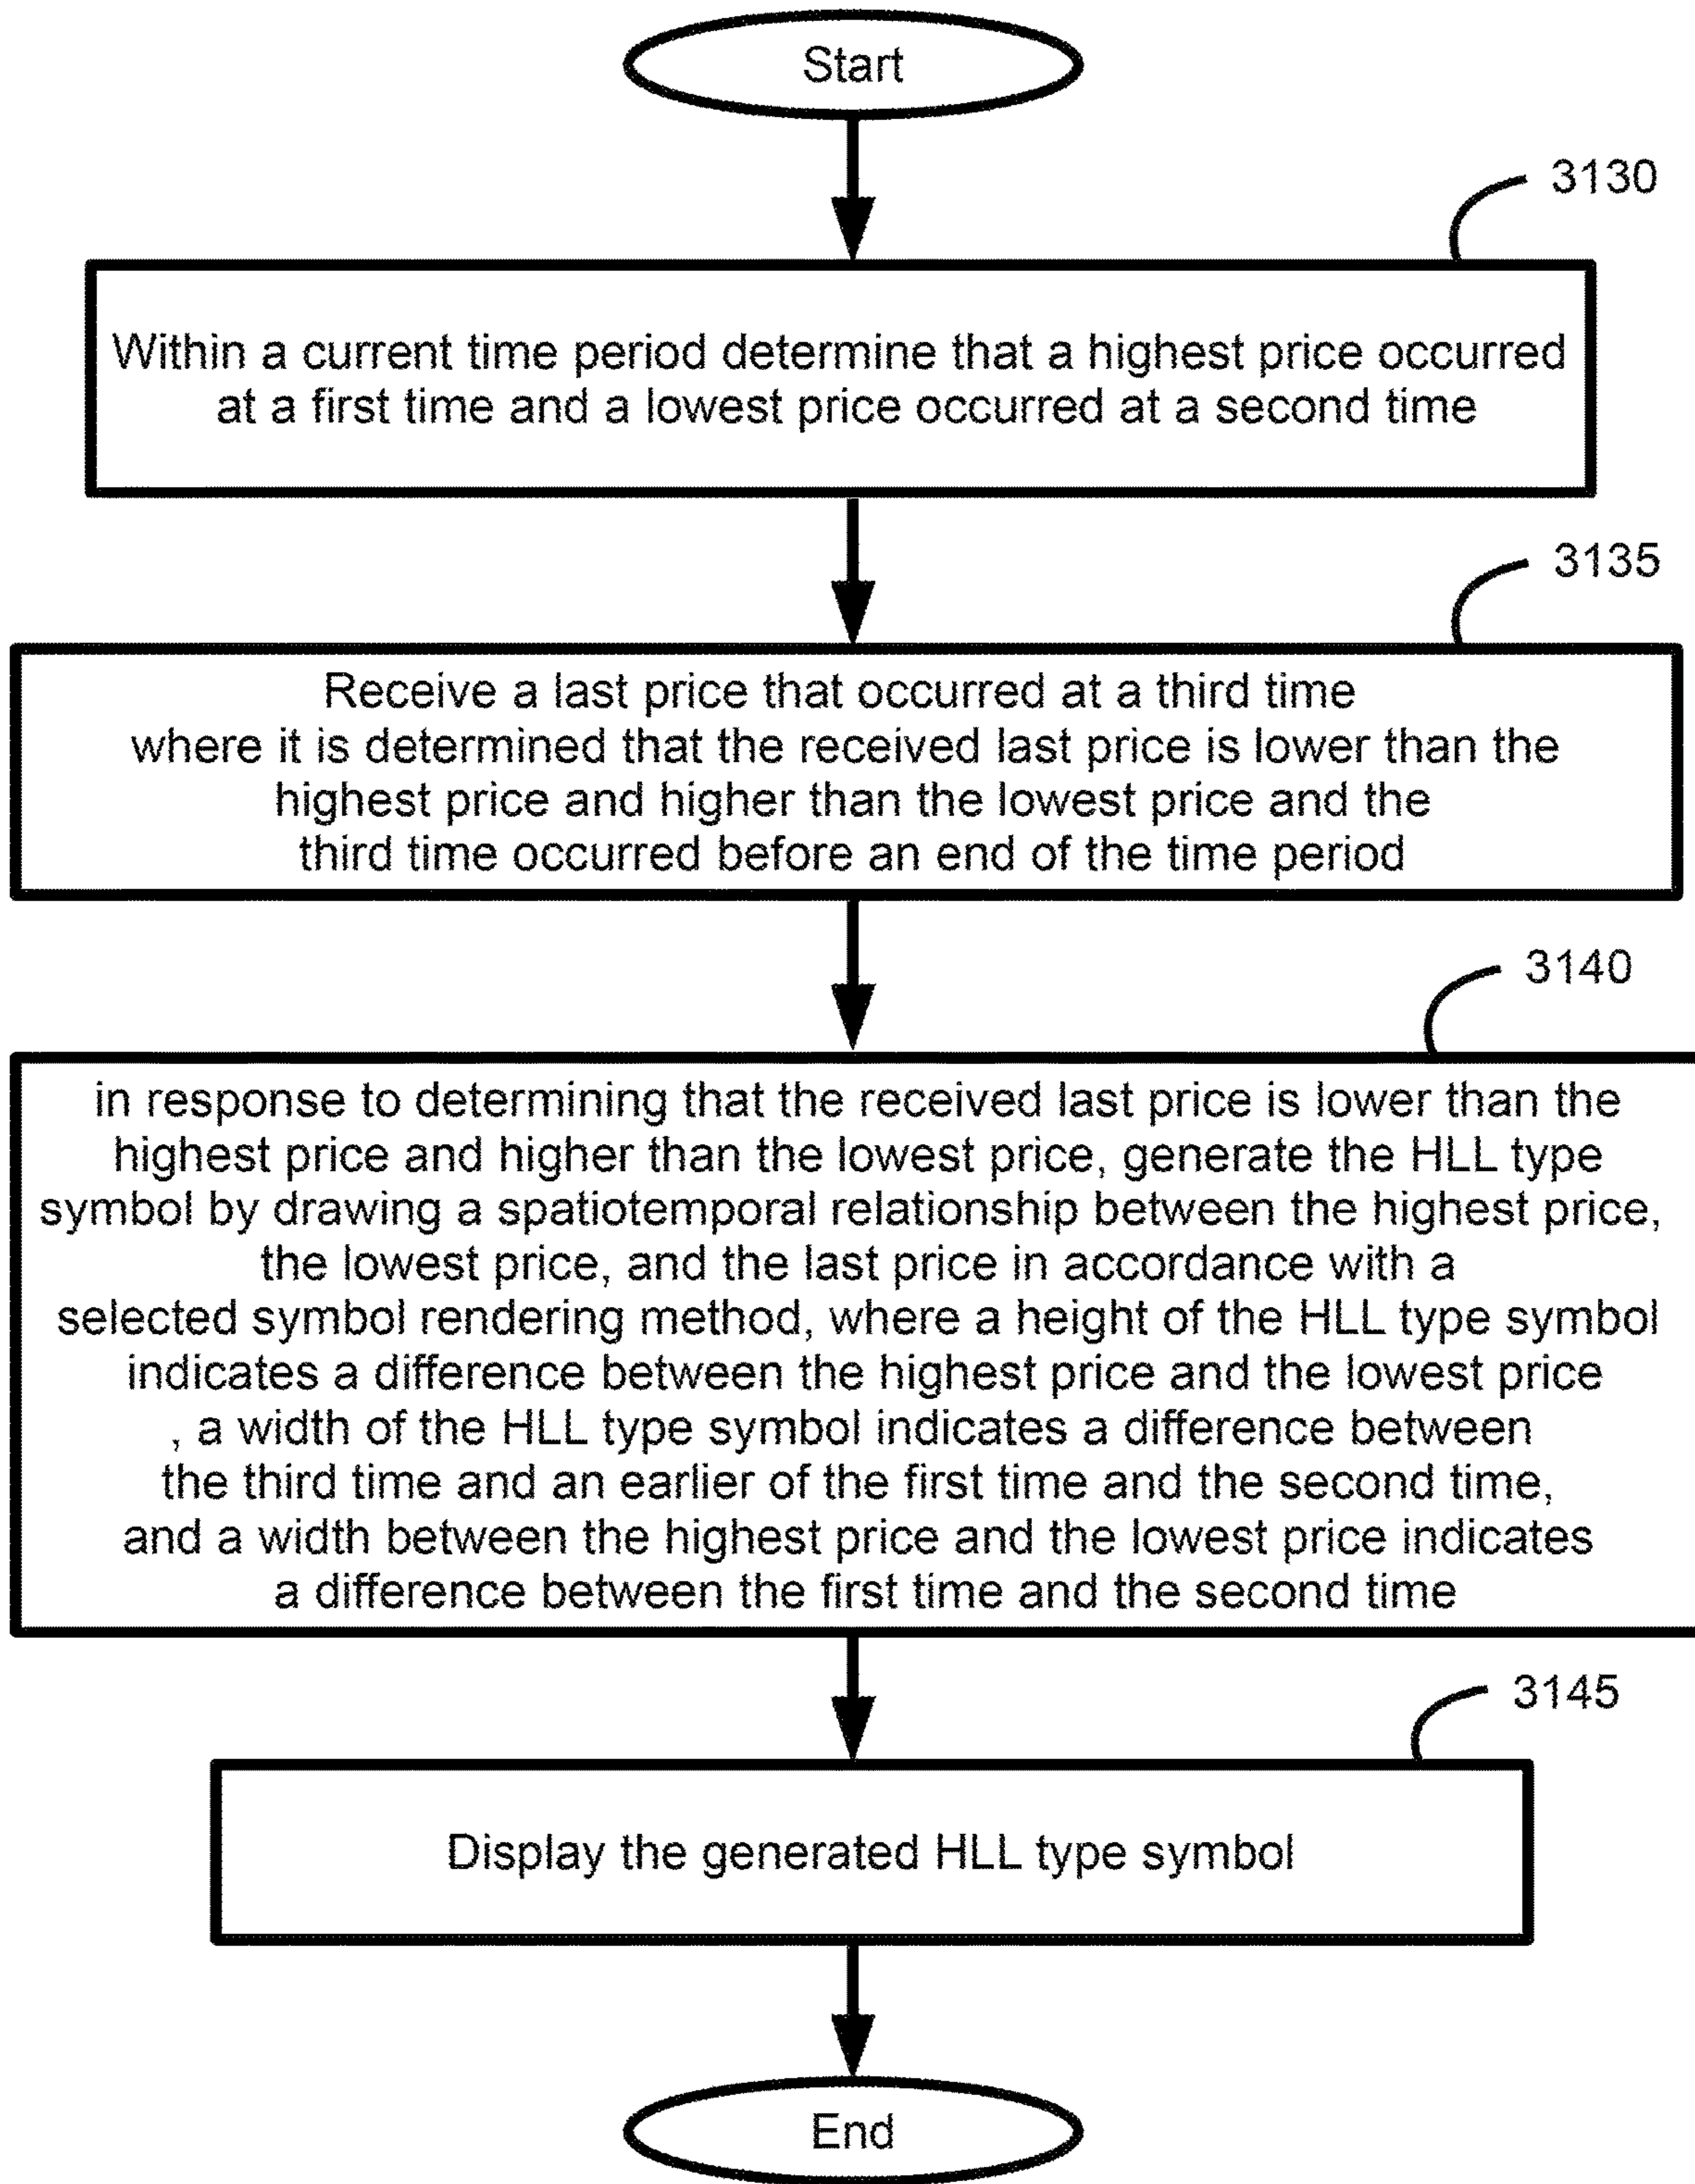 Start
3130
Within a current time period determine that a highest price occurred
at a first time and a lowest price occurred at a second time
3135
Receive a last price that occurred at a third time
where it is determined that the received last price is lower than the
highest price and higher than the lowest price and the
third time occurred before an end of the time period
3140
in response to determining that the received last price is lower than the
highest price and higher than the lowest price, generate the HLL type
symbol by drawing a spatiotemporal relationship between the highest price,
the lowest price, and the last price in accordance with a
selected symbol rendering method, where a height of the HLL type symbol
indicates a difference between the highest price and the lowest price
, a width of the HLL type symbol indicates a difference between
the third time and an earlier of the first time and the second time,
and a width between the highest price and the lowest price indicates
a difference between the first time and the second time
3145
Display the generated HLL type symbol
End